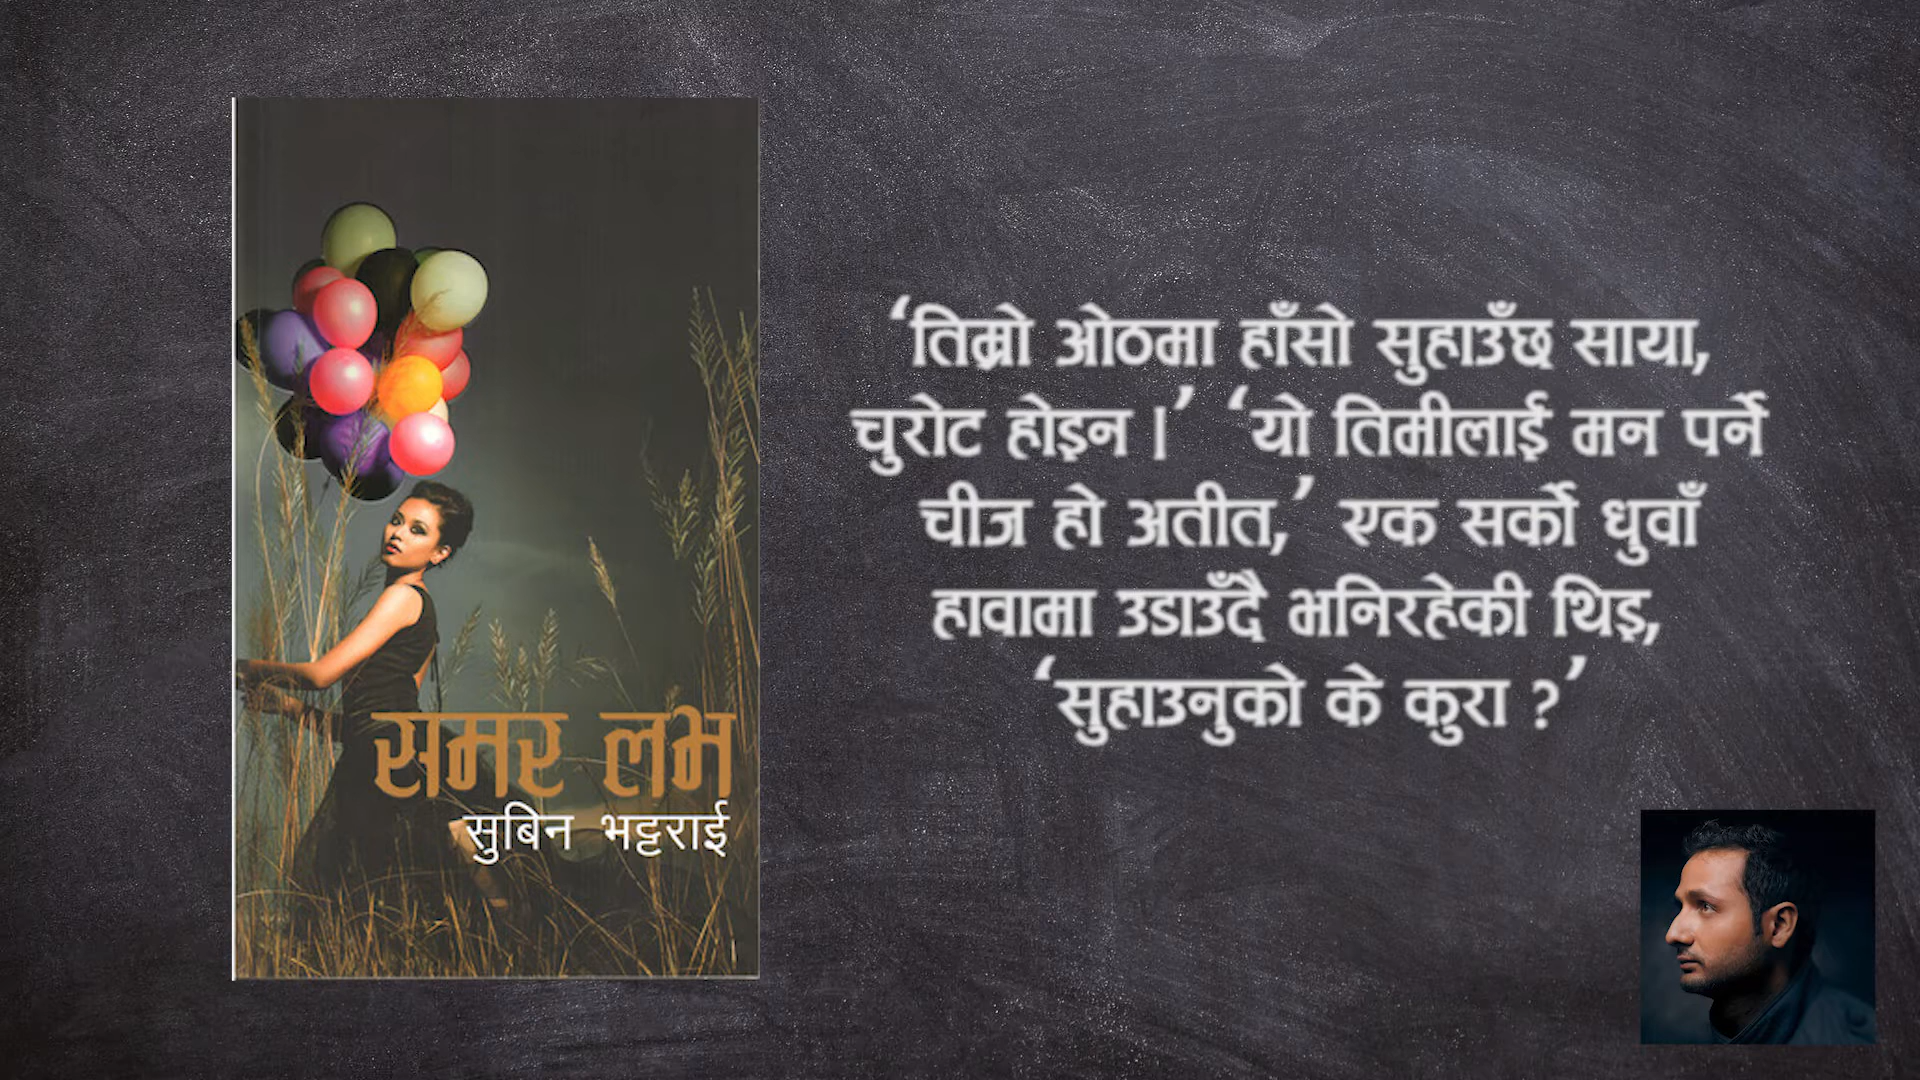 समर लभ
सुबिन भट्टराई
‘तिम्रो ओठमा हाँसो सुहाउँछ साया,
चुरोट होइन ।’ ‘यो तिमीलाई मन पर्ने
चीज हो अतीत,’ एक सर्को धुवाँ
हावामा उडाउँदै भनिरहेकी थिइ,
‘सुहाउनुको के कुरा ?’